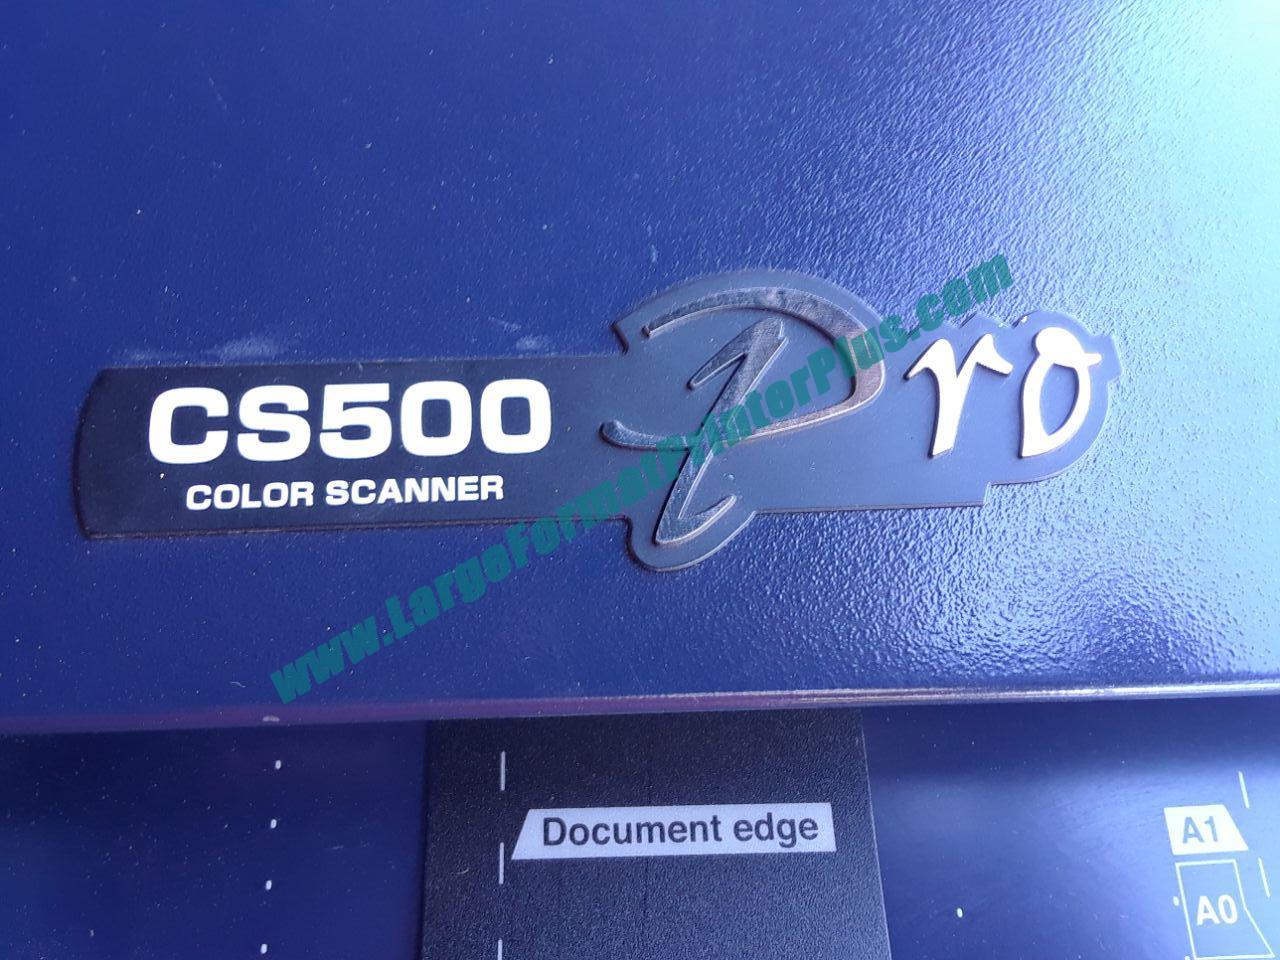 CS500 Pro
COLOR SCANNER
www.LargeFormatPrinterPlus.com
Document edge
A1
A0